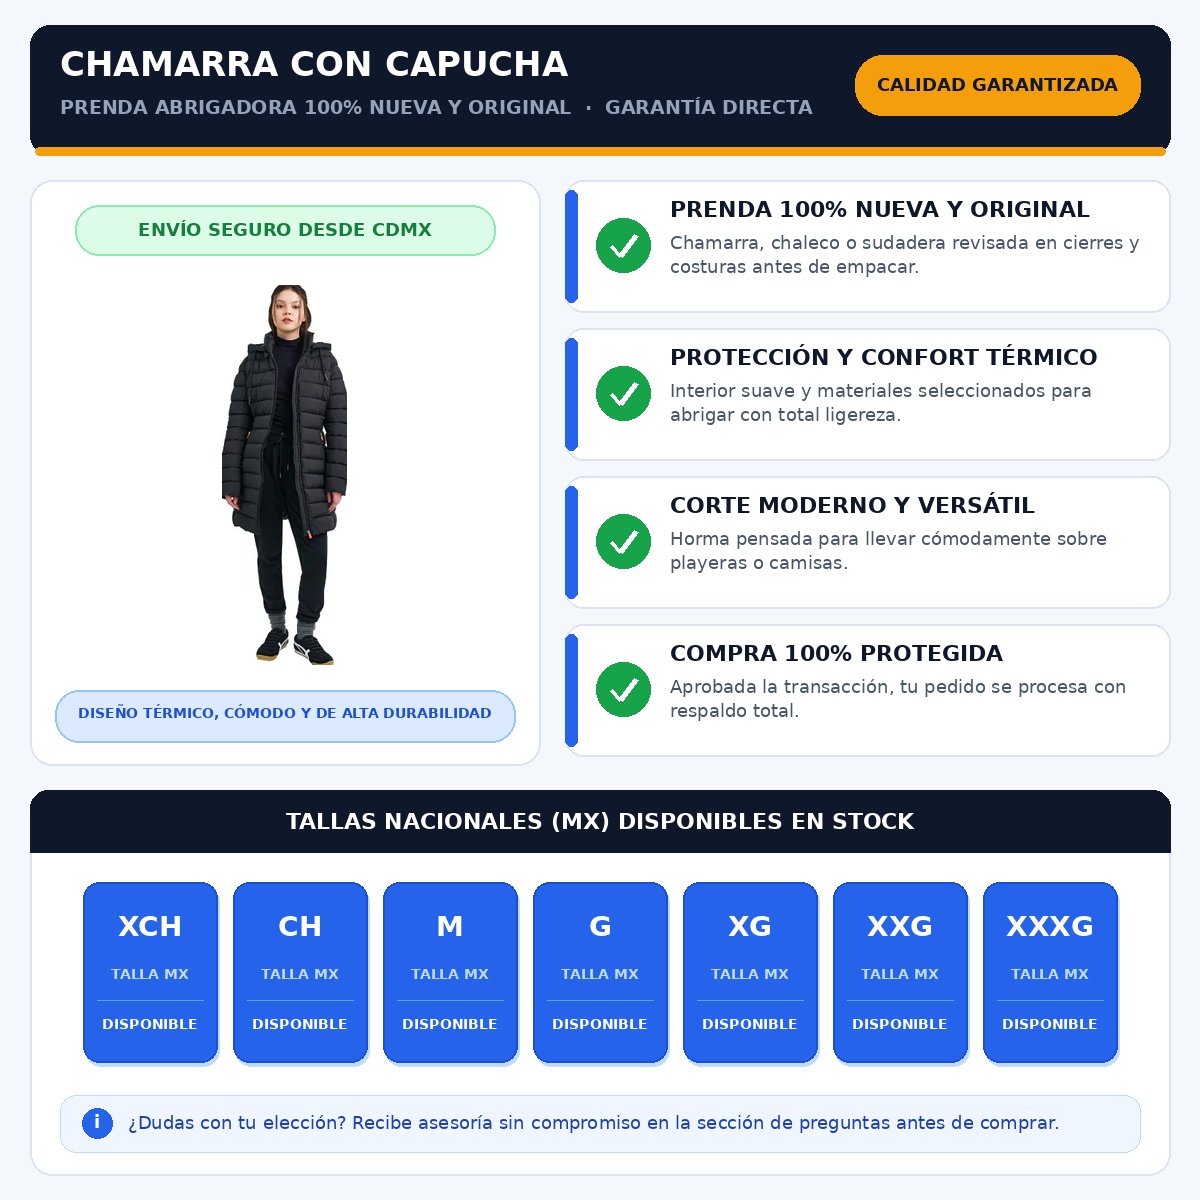 CHAMARRA CON CAPUCHA
PRENDA ABRIGADORA 100% NUEVA Y ORIGINAL · GARANTÍA DIRECTA
CALIDAD GARANTIZADA
ENVÍO SEGURO DESDE CDMX
DISEÑO TÉRMICO, CÓMODO Y DE ALTA DURABILIDAD
PRENDA 100% NUEVA Y ORIGINAL
Chamarra, chaleco o sudadera revisada en cierres y
costuras antes de empacar.
PROTECCIÓN Y CONFORT TÉRMICO
Interior suave y materiales seleccionados para
abrigar con total ligereza.
CORTE MODERNO Y VERSÁTIL
Horma pensada para llevar cómodamente sobre
playeras o camisas.
COMPRA 100% PROTEGIDA
Aprobada la transacción, tu pedido se procesa con
respaldo total.
TALLAS NACIONALES (MX) DISPONIBLES EN STOCK
XCH
TALLA MX
DISPONIBLE
CH
TALLA MX
DISPONIBLE
M
TALLA MX
DISPONIBLE
G
TALLA MX
DISPONIBLE
XG
TALLA MX
DISPONIBLE
XXG
TALLA MX
DISPONIBLE
XXXG
TALLA MX
DISPONIBLE
i ¿Dudas con tu elección? Recibe asesoría sin compromiso en la sección de preguntas antes de comprar.